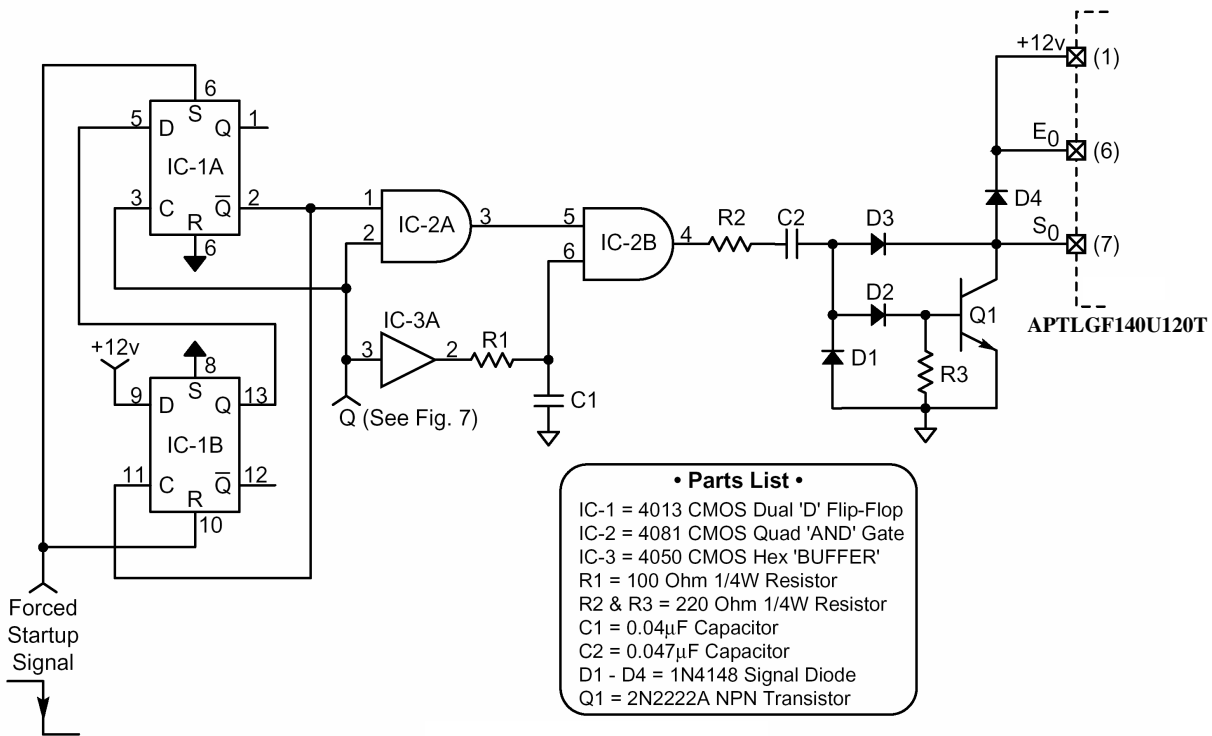 +12v
(1)
6
S
5
D
Q
1
IC-1A
E0
(6)
3
C
Q
2
R
6
1
2
IC-2A
3
5
6
IC-2B
4
R2
C2
D3
D4
S0
(7)
IC-3A
3
2
R1
C1
D2
Q1
APTLGF140U120T
D1
R3
+12v
8
S
9
D
Q
13
Q (See Fig. 7)
IC-1B
11
C
Q
12
R
10
Forced
Startup
Signal
• Parts List •
IC-1 = 4013 CMOS Dual 'D' Flip-Flop
IC-2 = 4081 CMOS Quad 'AND' Gate
IC-3 = 4050 CMOS Hex 'BUFFER'
R1 = 100 Ohm 1/4W Resistor
R2 & R3 = 220 Ohm 1/4W Resistor
C1 = 0.04µF Capacitor
C2 = 0.047µF Capacitor
D1 - D4 = 1N4148 Signal Diode
Q1 = 2N2222A NPN Transistor